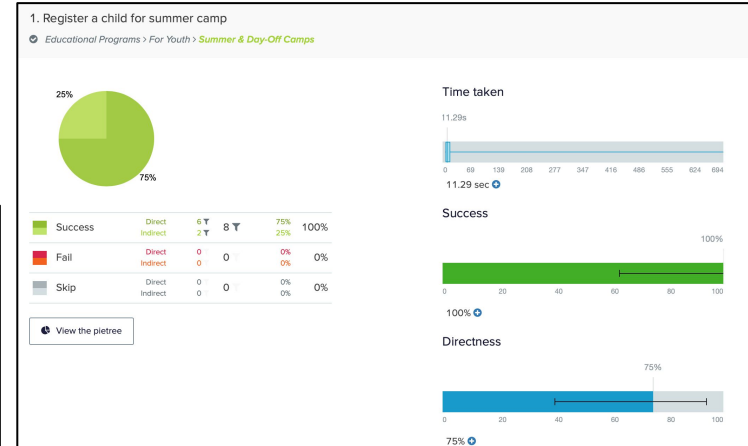 1. Register a child for summer camp
Educational Programs > For Youth > Summer & Day-Off Camps
25%
75%
Success Direct 6 8 75% 100%
Indirect 2 25%
Fail Direct 0 0 0% 0%
Indirect 0 0%
Skip Direct 0 0 0% 0%
Indirect 0 0%
View the pietree
Time taken
11.29s
0 69 139 208 277 347 416 486 555 624 694
11.29 sec
Success
100%
0 20 40 60 80 100
100%
Directness
75%
0 20 40 60 80 100
75%